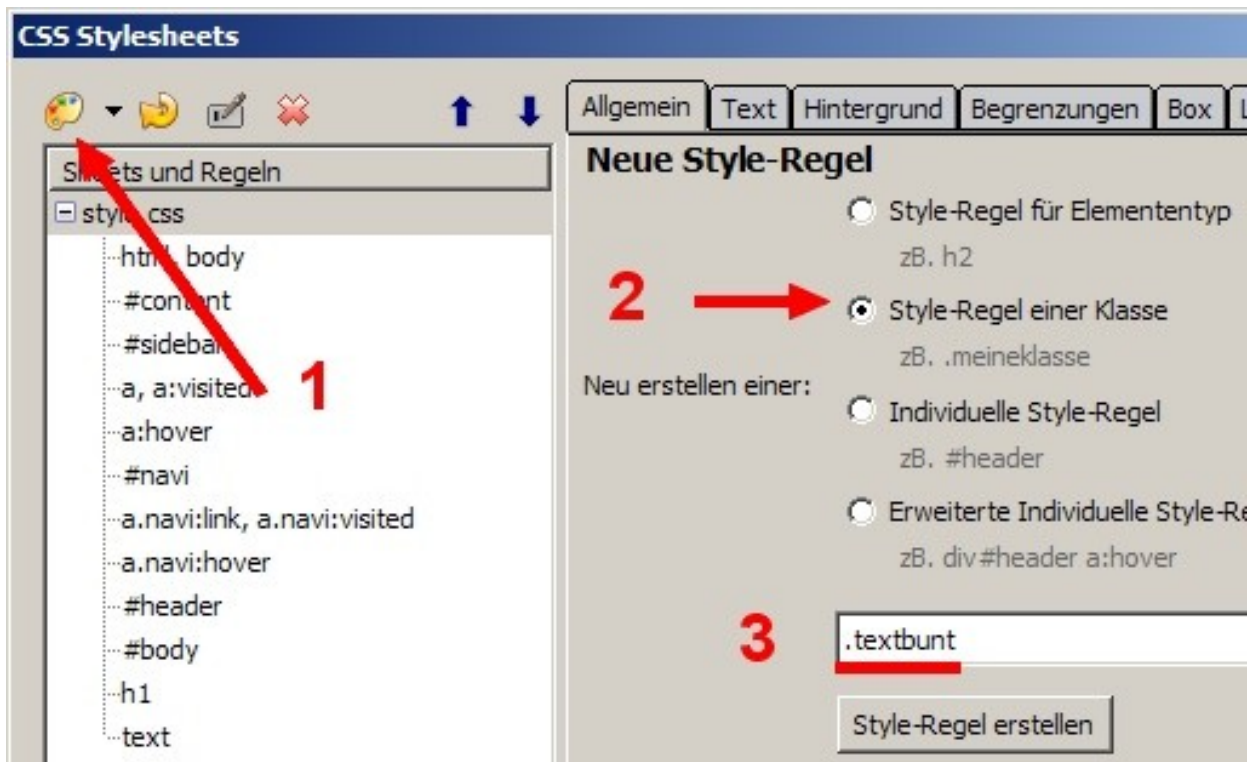 CSS Stylesheets
Allgemein Text Hintergrund Begrenzungen Box
Sheets und Regeln
style.css
html, body
#content
#sidebar
a, a:visited
a:hover
#navi
a.navi:link, a.navi:visited
a.navi:hover
#header
#body
h1
text
1
Neue Style-Regel
Style-Regel für Elemententyp
zB. h2
2
Style-Regel einer Klasse
zB. .meineklasse
Neu erstellen einer:
Individuelle Style-Regel
zB. #header
Erweiterte Individuelle
zB. div#header a:hover
3
.textbunt
Style-Regel erstellen